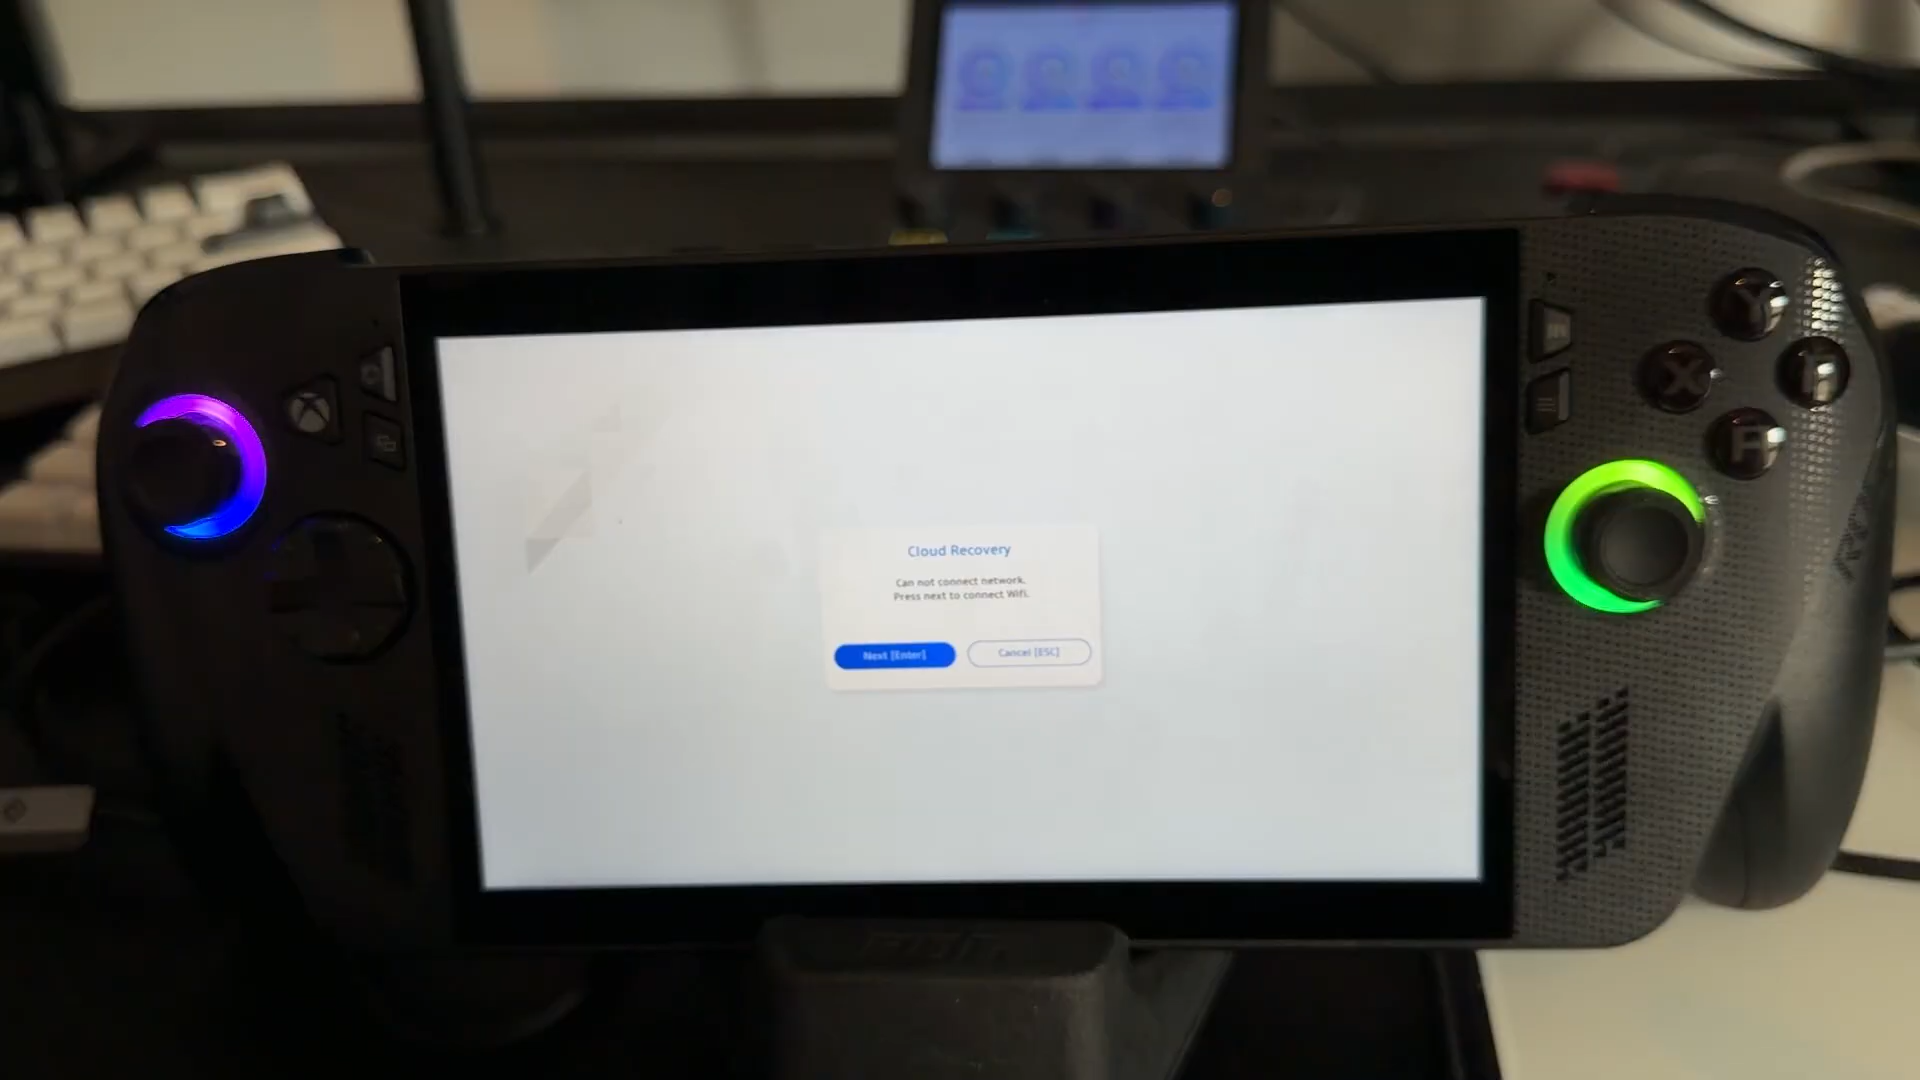 Cloud Recovery
Can not connect network.
Press next to connect Wifi.
Next [Enter]
Cancel [ESC]
Y
X